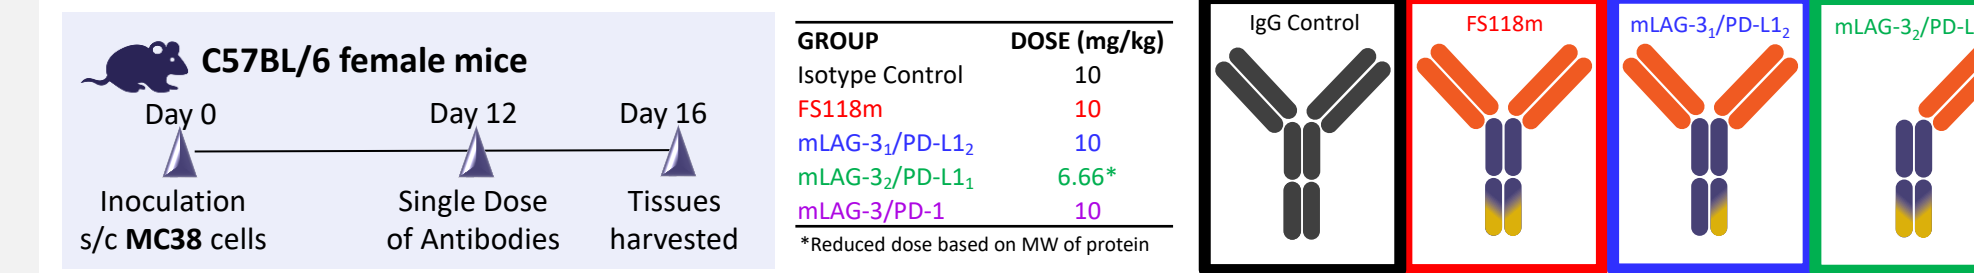 C57BL/6 female mice
Day 0
Day 12
Day 16
Inoculation
s/c MC38 cells
Single Dose
of Antibodies
Tissues
harvested
GROUP DOSE (mg/kg)
Isotype Control 10
FS118m 10
mLAG-3₁/PD-L1₂ 10
mLAG-3₂/PD-L1₁ 6.66*
mLAG-3/PD-1 10
*Reduced dose based on MW of protein
IgG Control
FS118m
mLAG-3₁/PD-L1₂
mLAG-3₂/PD-L